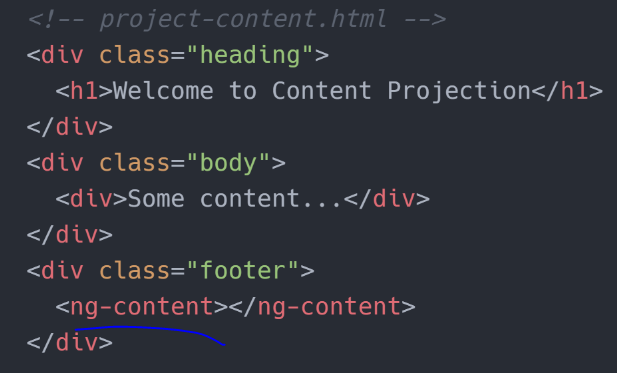 <!-- project-content.html -->
<div class="heading">
<h1>Welcome to Content Projection</h1>
</div>
<div class="body">
<div>Some content...</div>
</div>
<div class="footer">
<ng-content></ng-content>
</div>